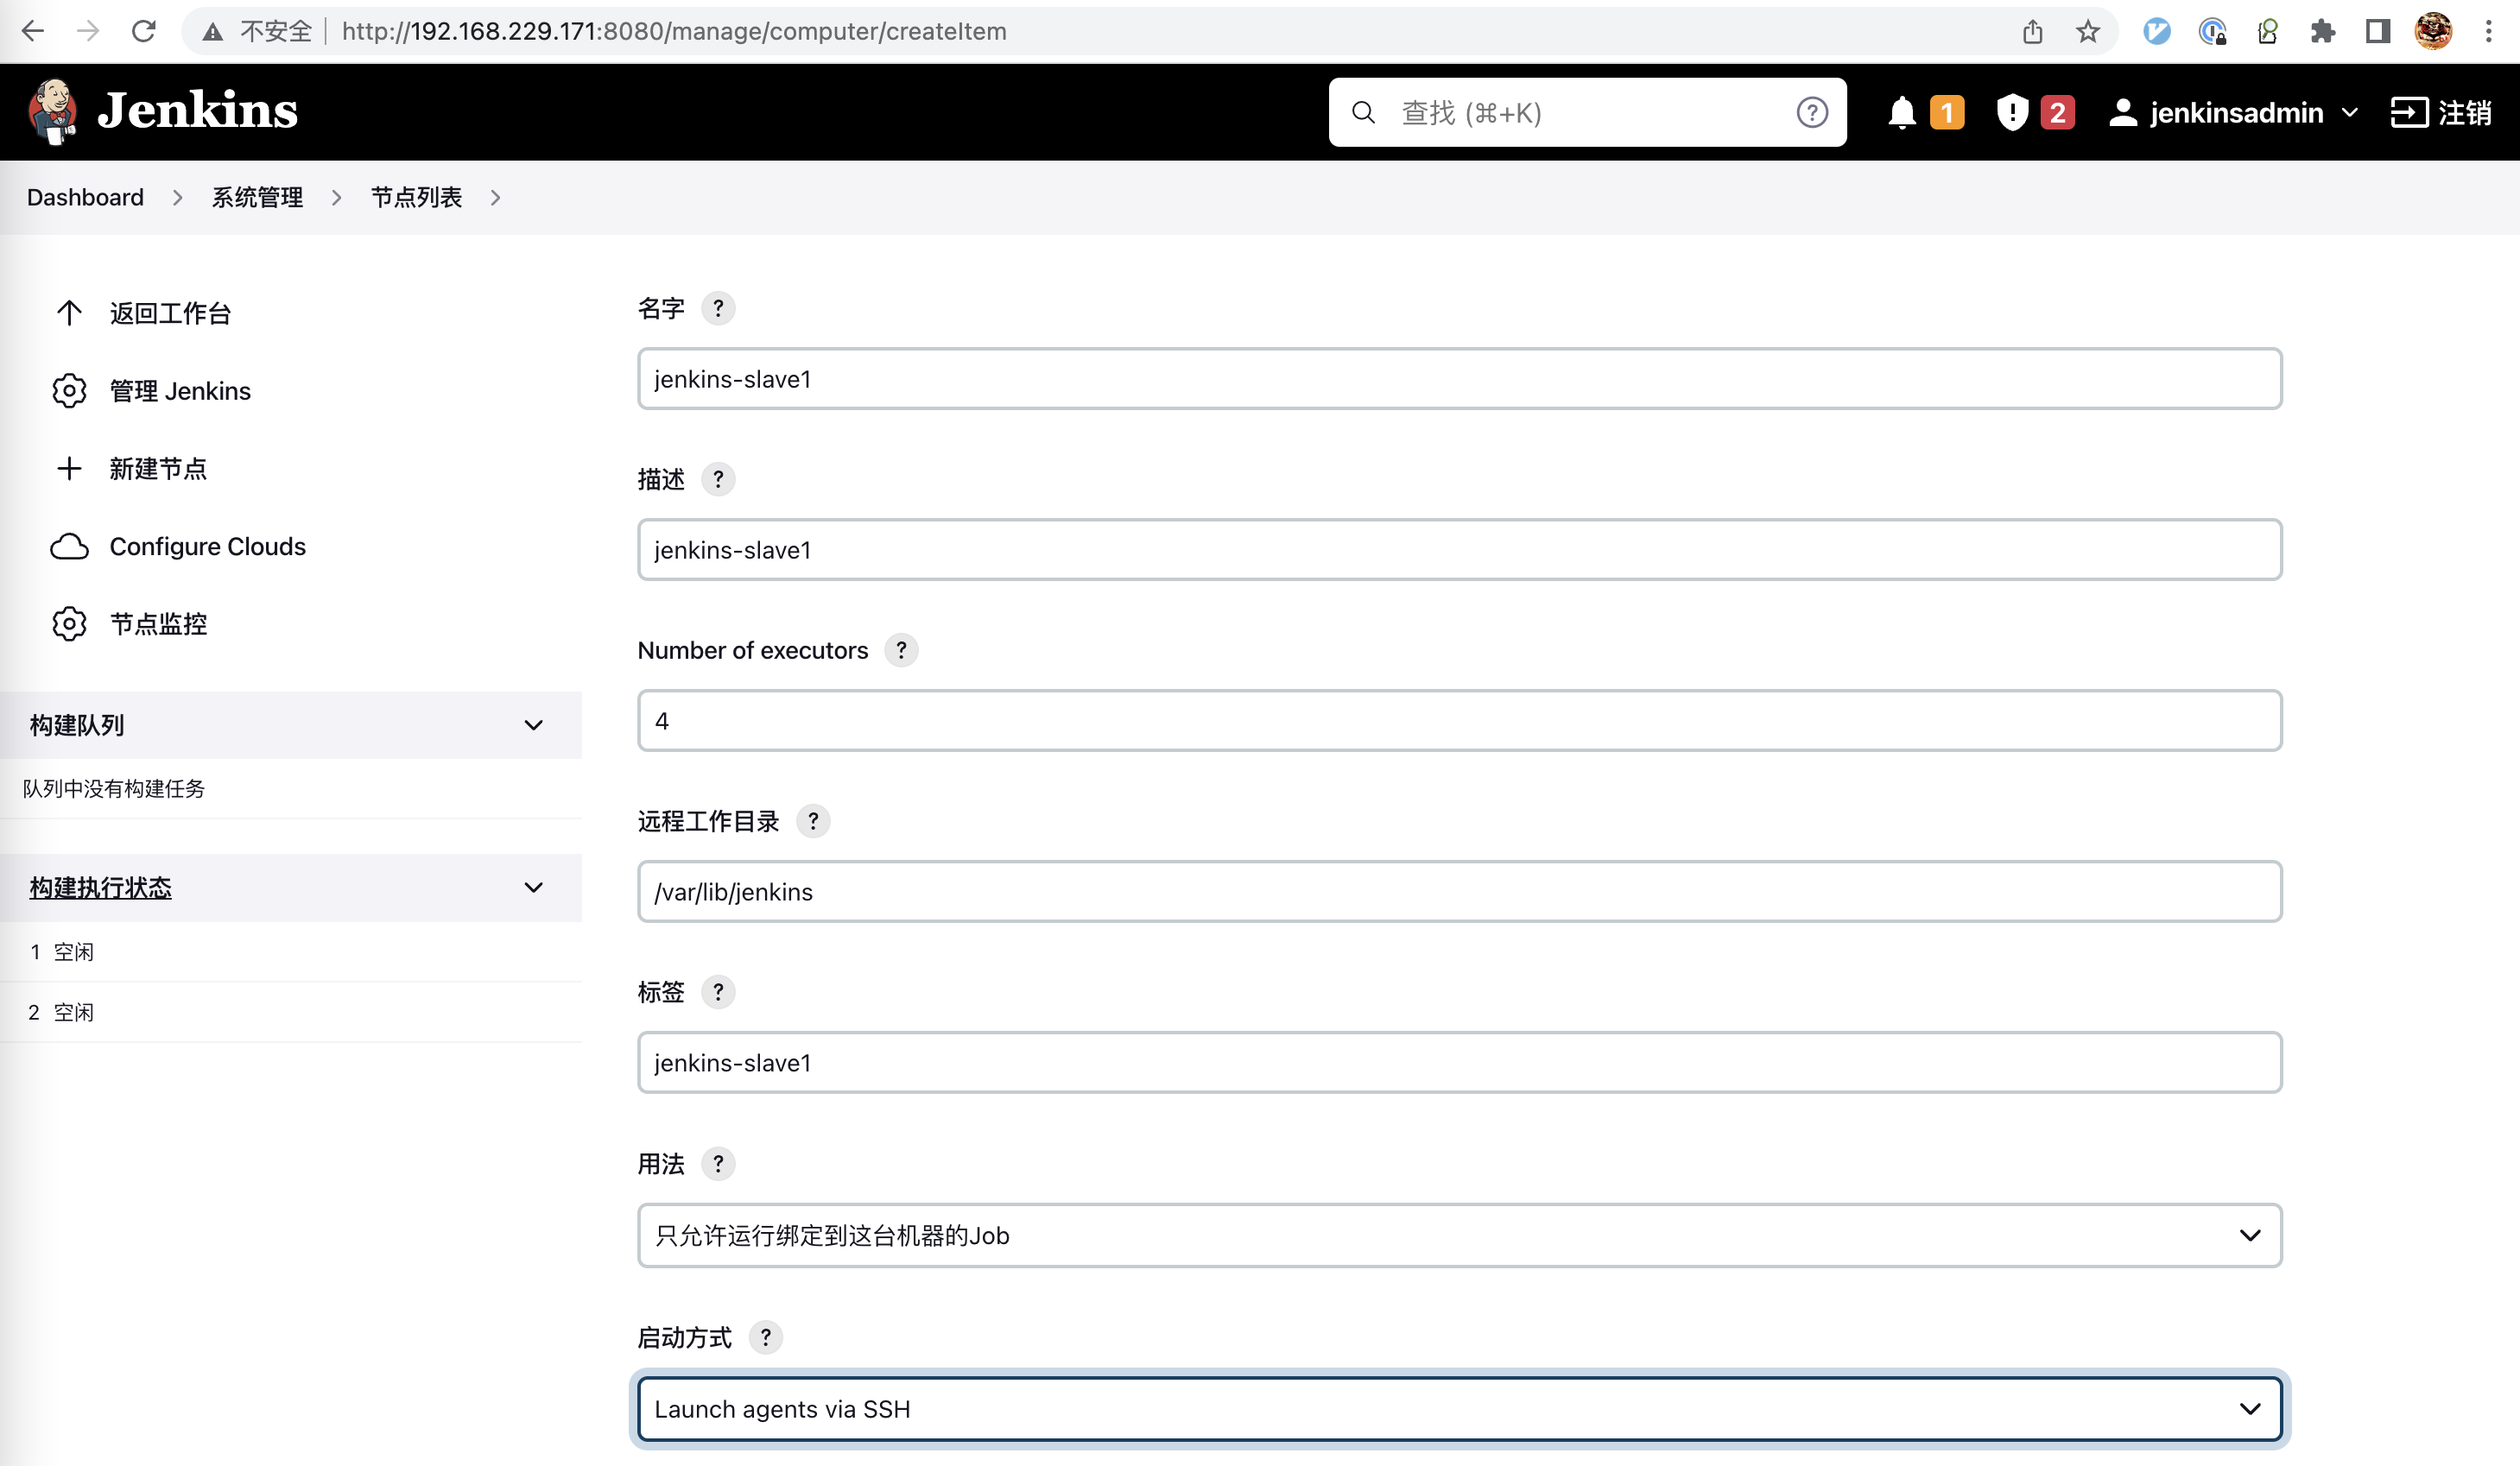 不安全 http://192.168.229.171:8080/manage/computer/createItem
Jenkins
查找 (⌘+K)
?
1
2
jenkinsadmin
注销
Dashboard
系统管理
节点列表
返回工作台
管理 Jenkins
新建节点
Configure Clouds
节点监控
构建队列
队列中没有构建任务
构建执行状态
1 空闲
2 空闲
名字 ?
jenkins-slave1
描述 ?
jenkins-slave1
Number of executors ?
4
远程工作目录 ?
/var/lib/jenkins
标签 ?
jenkins-slave1
用法 ?
只允许运行绑定到这台机器的Job
启动方式 ?
Launch agents via SSH